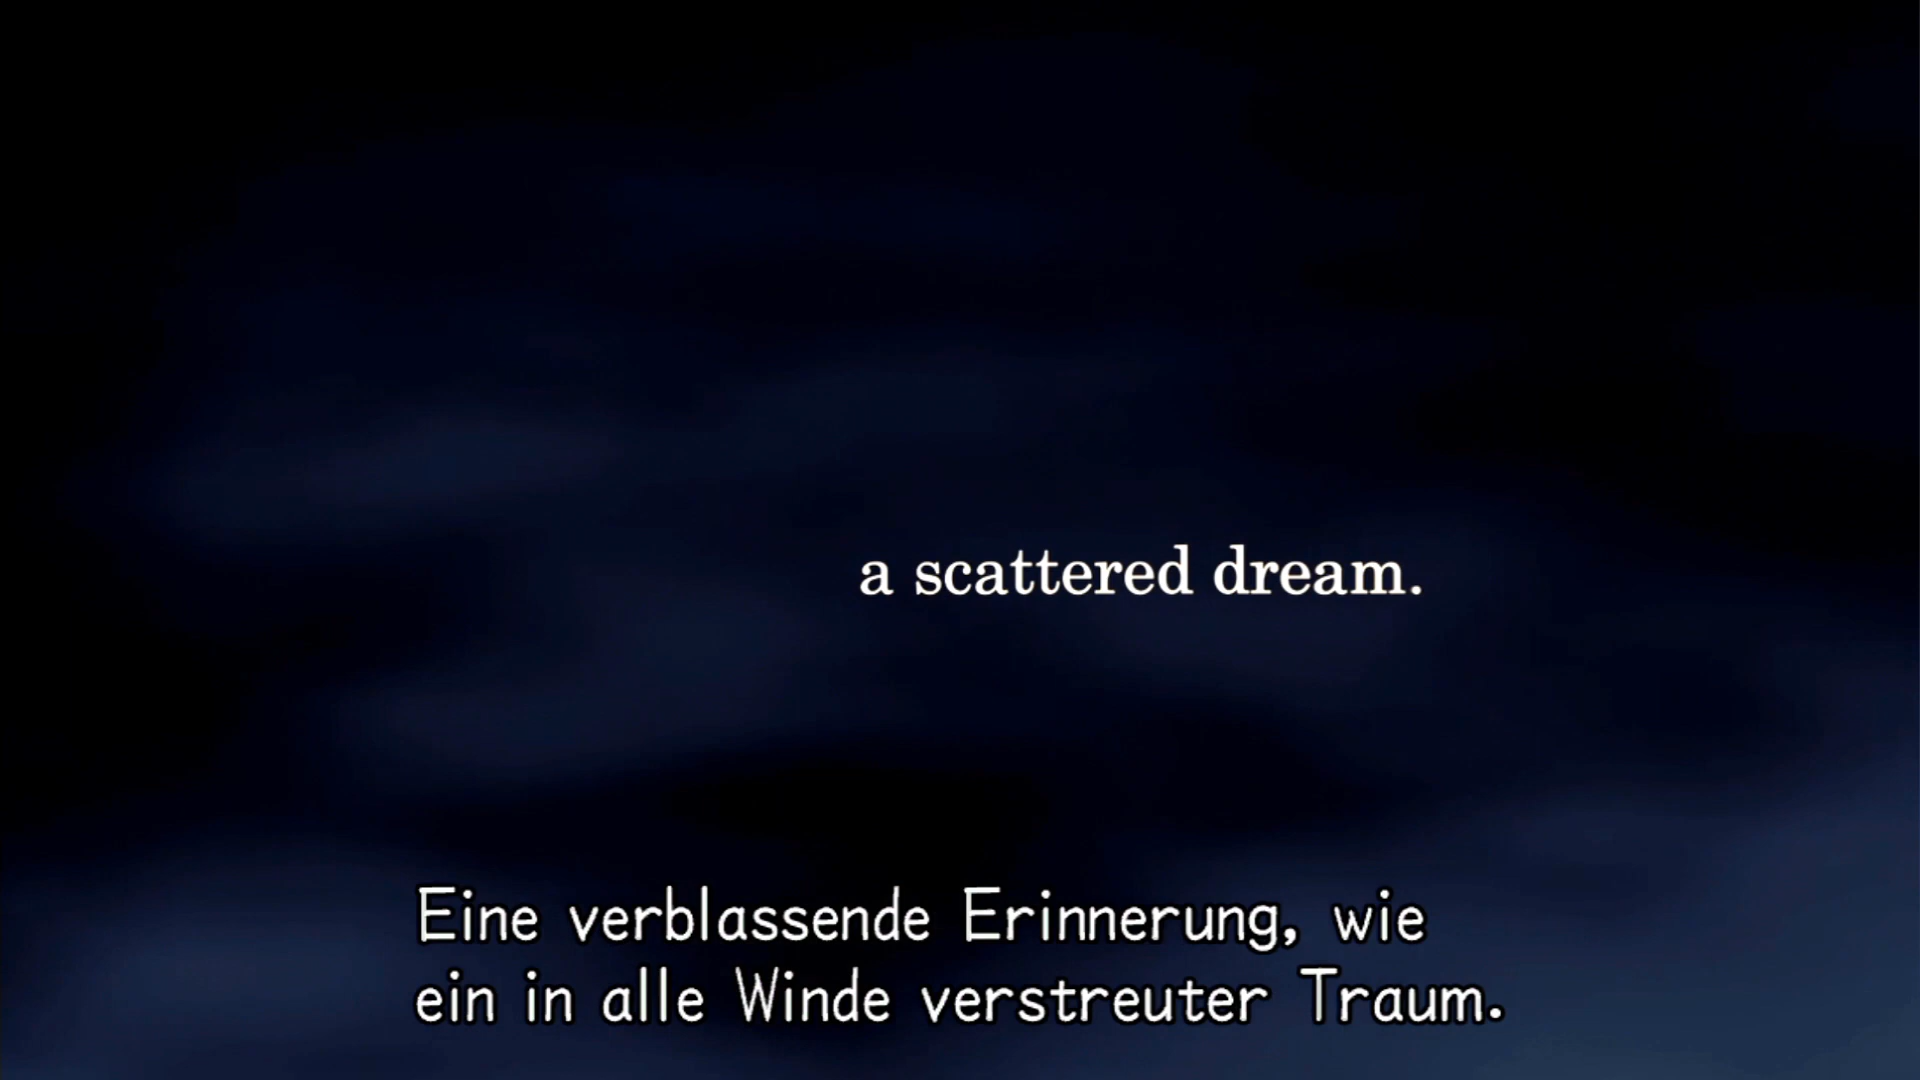 a scattered dream.
Eine verblassende Erinnerung, wie
ein in alle Winde verstreuter Traum.